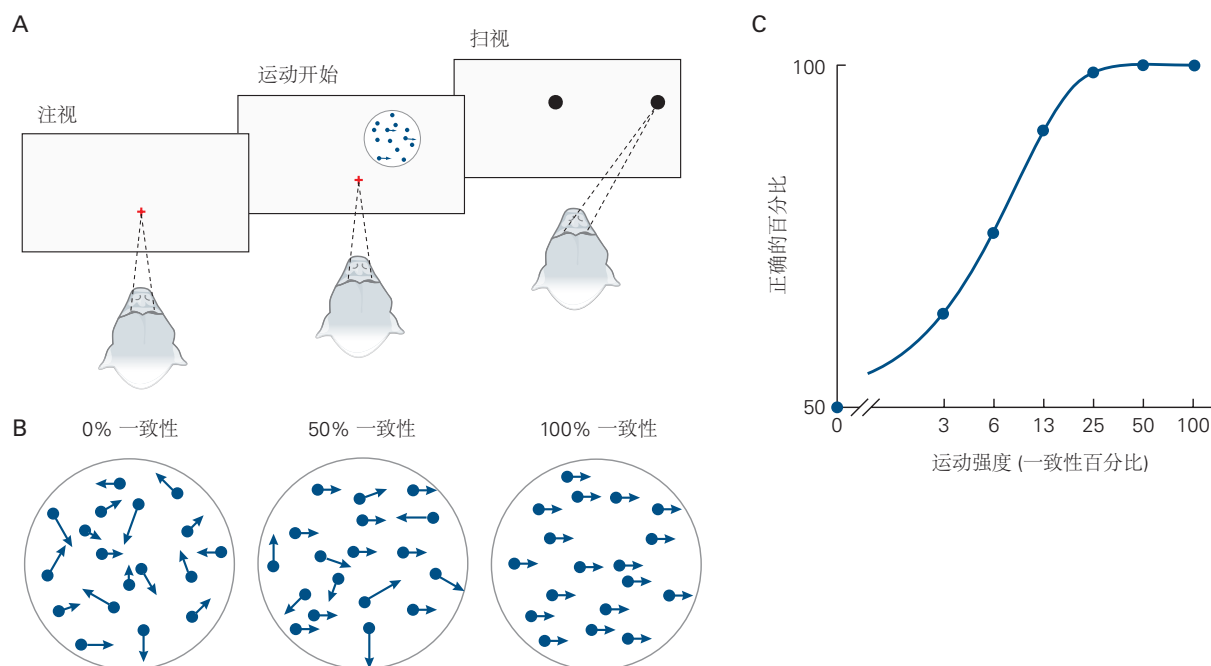 A
注视
运动开始
扫视
B
0% 一致性
50% 一致性
100% 一致性
C
正确的百分比
100
50
0
3
6
13
25
50
100
运动强度 (一致性百分比)